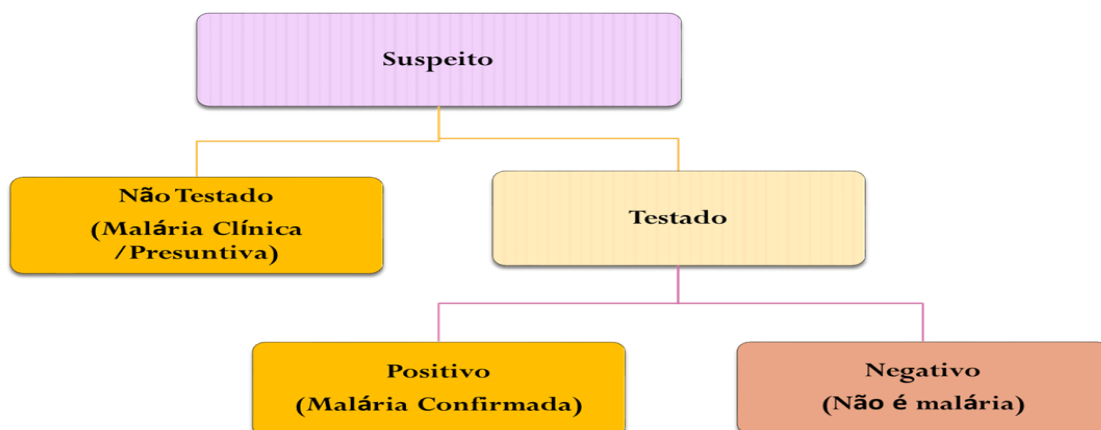 Suspeito
Não Testado
(Malária Clínica
/Presuntiva)
Testado
Positivo
(Malária Confirmada)
Negativo
(Não é malária)